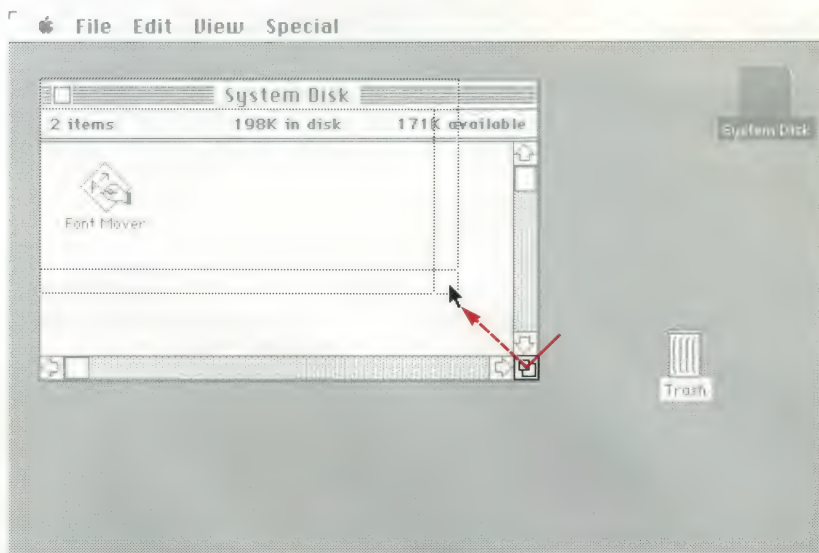 File Edit View Special
System Disk
2 items 198K in disk 171K available
Font Mover
System Disk
Trash